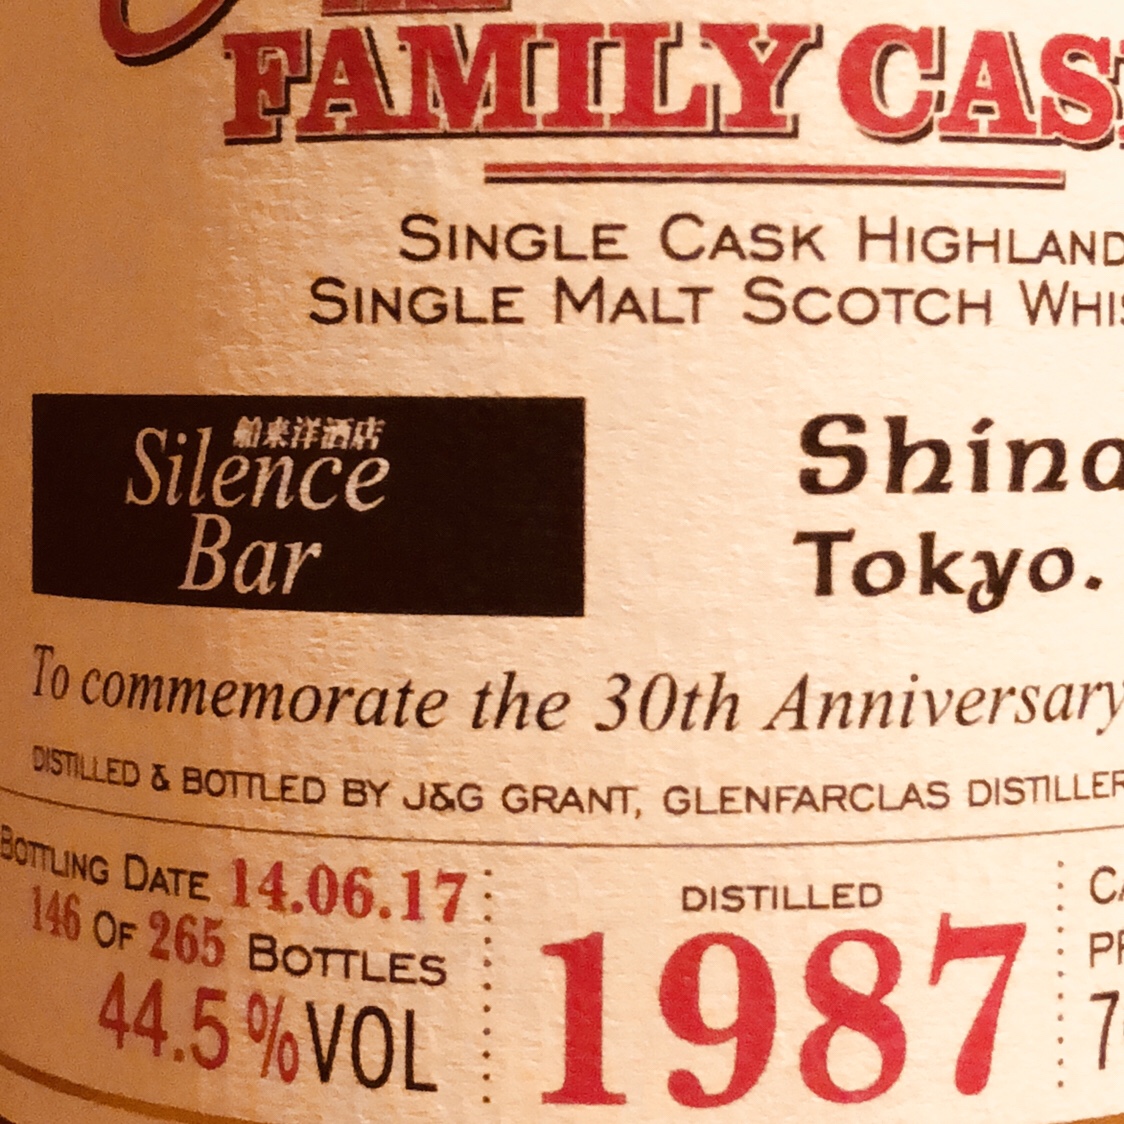 FAMILY CAS
SINGLE CASK HIGHLAND
SINGLE MALT SCOTCH WHIS
舶来洋酒店
Silence
Bar
Shina
Tokyo.
To commemorate the 30th Anniversary
DISTILLED & BOTTLED BY J&G GRANT, GLENFARCLAS DISTILLER
BOTTLING DATE 14.06.17
146 OF 265 BOTTLES
44.5%VOL
DISTILLED
1987